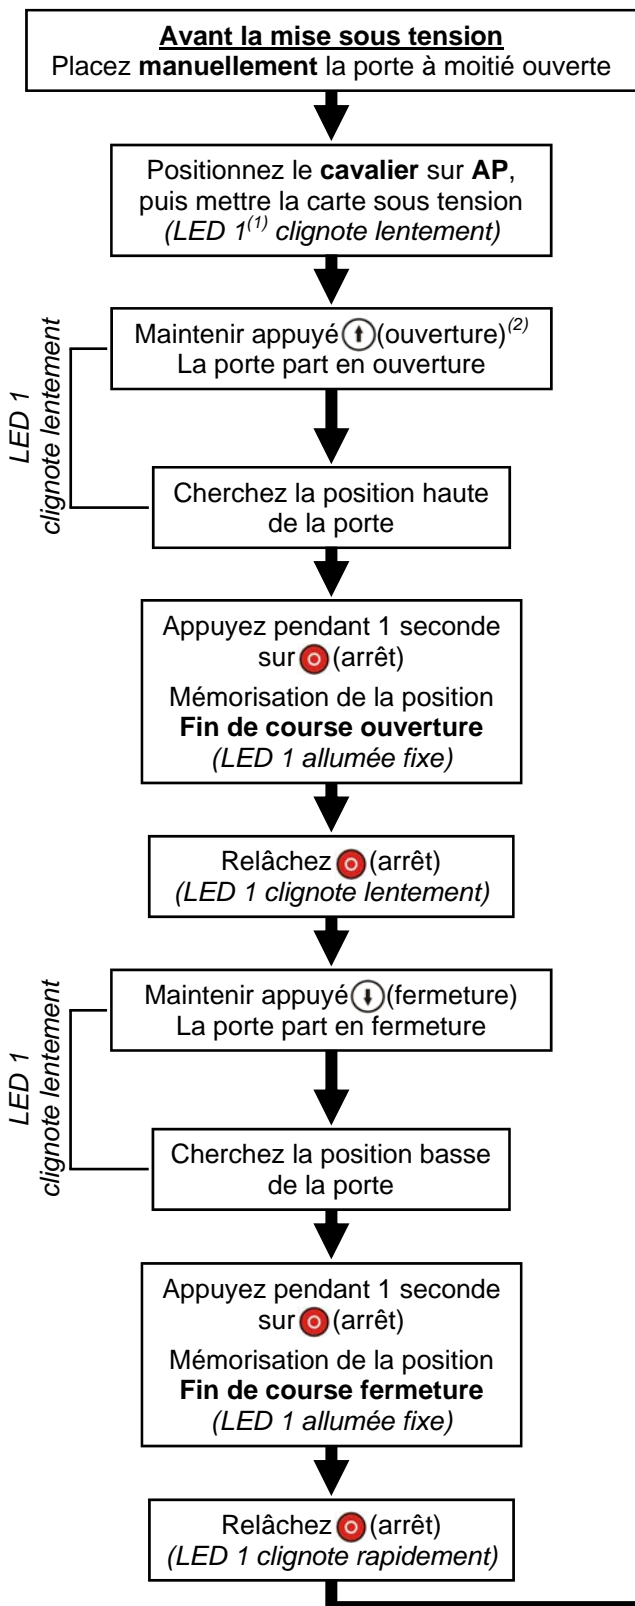 Avant la mise sous tension
Placez manuellement la porte à moitié ouverte
Positionnez le cavalier sur AP,
puis mettre la carte sous tension
(LED 1(1) clignote lentement)
Maintenir appuyé (ouverture)(2)
La porte part en ouverture
LED 1
clignote lentement
Cherchez la position haute
de la porte
Appuyez pendant 1 seconde
sur (arrêt)
Mémorisation de la position
Fin de course ouverture
(LED 1 allumée fixe)
Relâchez (arrêt)
(LED 1 clignote lentement)
Maintenir appuyé (fermeture)
La porte part en fermeture
LED 1
clignote lentement
Cherchez la position basse
de la porte
Appuyez pendant 1 seconde
sur (arrêt)
Mémorisation de la position
Fin de course fermeture
(LED 1 allumée fixe)
Relâchez (arrêt)
(LED 1 clignote rapidement)